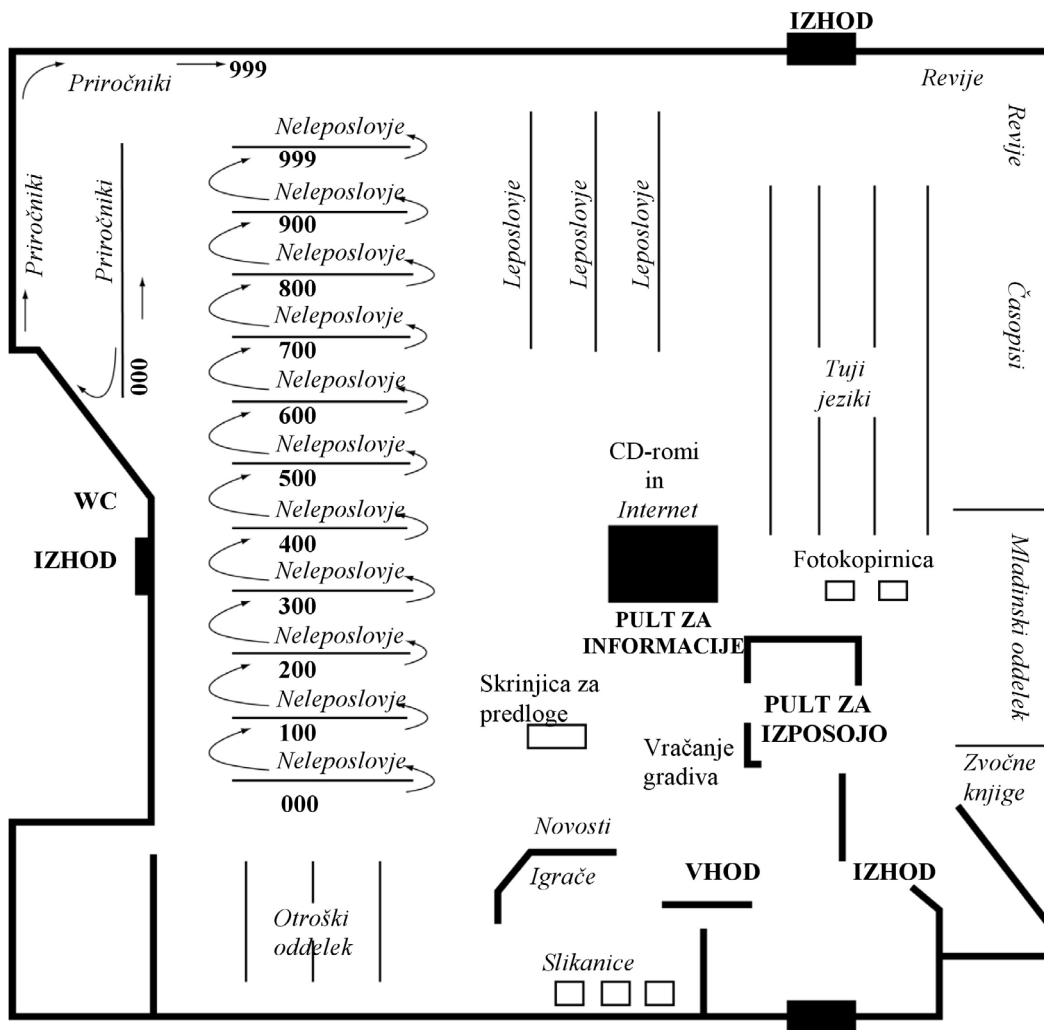 IZHOD
Priročniki
999
Revije
Revije
Priročniki
Priročniki
000
Neleposlovje
999
Neleposlovje
900
Neleposlovje
800
Neleposlovje
700
Neleposlovje
600
Neleposlovje
500
Neleposlovje
400
Neleposlovje
300
Neleposlovje
200
Neleposlovje
100
Neleposlovje
000
Leposlovje
Leposlovje
Leposlovje
Časopisi
Tuji
jeziki
WC
IZHOD
CD-romi
in
Internet
PULT ZA
INFORMACIJE
Fotokopirnica
Mladinski oddelek
Skrinjica za
predloge
PULT ZA
IZPOSOJO
Vračanje
gradiva
Zvočne
knjige
Novosti
Igrače
VHOD
IZHOD
Otroški
oddelek
Slikanice